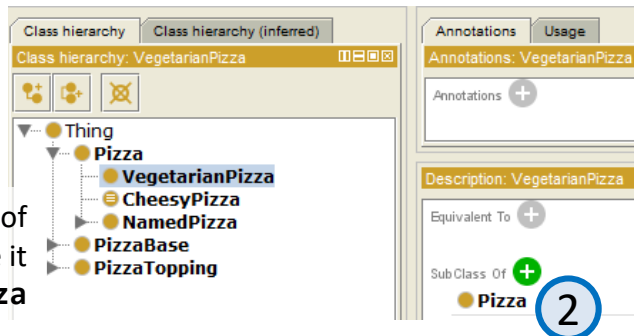 Class hierarchy Class hierarchy (inferred)
Class hierarchy: VegetarianPizza
Thing
Pizza
VegetarianPizza
CheesyPizza
NamedPizza
PizzaBase
PizzaTopping
of
it
za
Annotations Usage
Annotations: VegetarianPizza
Annotations
Description: VegetarianPizza
Equivalent To
SubClass Of
Pizza
2